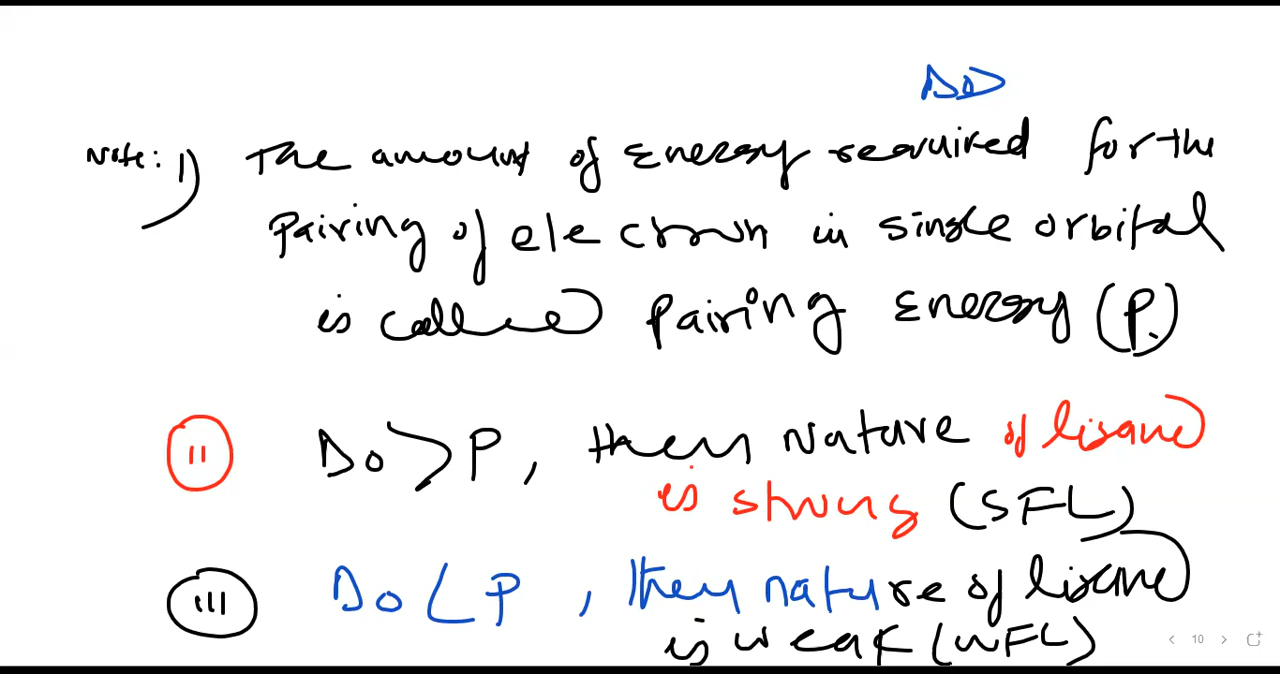 Δo
Note: 1) The amount of Energy required for the
Pairing of electron in single orbital
is called Pairing Energy (P.)
II Δo > P, then Nature of ligand
is strong (SFL)
III Δo < P, then nature of ligand
is weak (WFL)
10